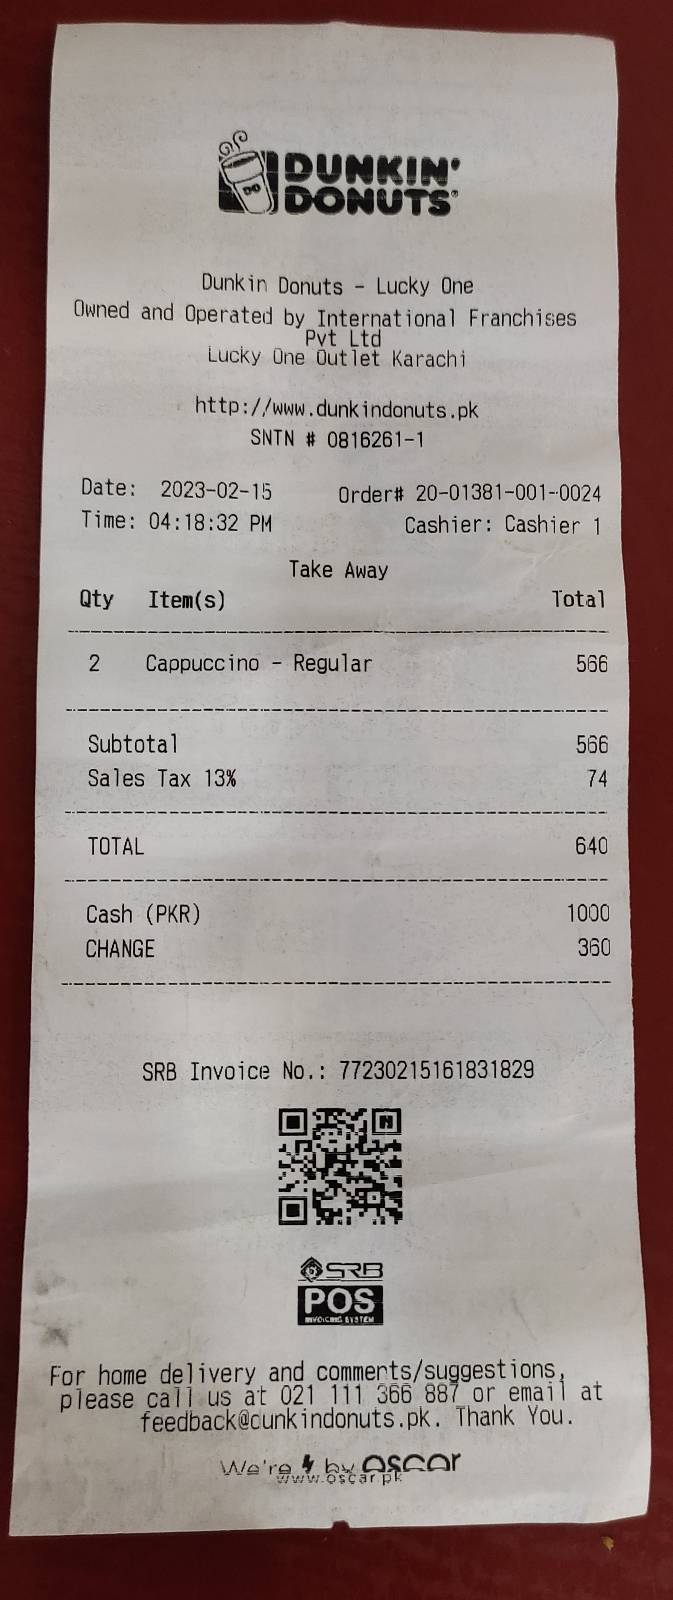 DUNKIN'
DONUTS®
Dunkin Donuts - Lucky One
Owned and Operated by International Franchises
Pvt Ltd
Lucky One Outlet Karachi
http://www.dunkindonuts.pk
SNTN # 0816261-1
Date: 2023-02-15 Order# 20-01381-001-0024
Time: 04:18:32 PM Cashier: Cashier 1
Take Away
Qty Item(s) Total
2 Cappuccino - Regular 566
Subtotal 566
Sales Tax 13% 74
TOTAL 640
Cash (PKR) 1000
CHANGE 360
SRB Invoice No.: 77230215161831829
SRB
POS
INVOICING SYSTEM
For home delivery and comments/suggestions,
please call us at 021 111 366 887 or email at
feedback@dunkindonuts.pk. Thank You.
We're by oscar
www.oscar.pk